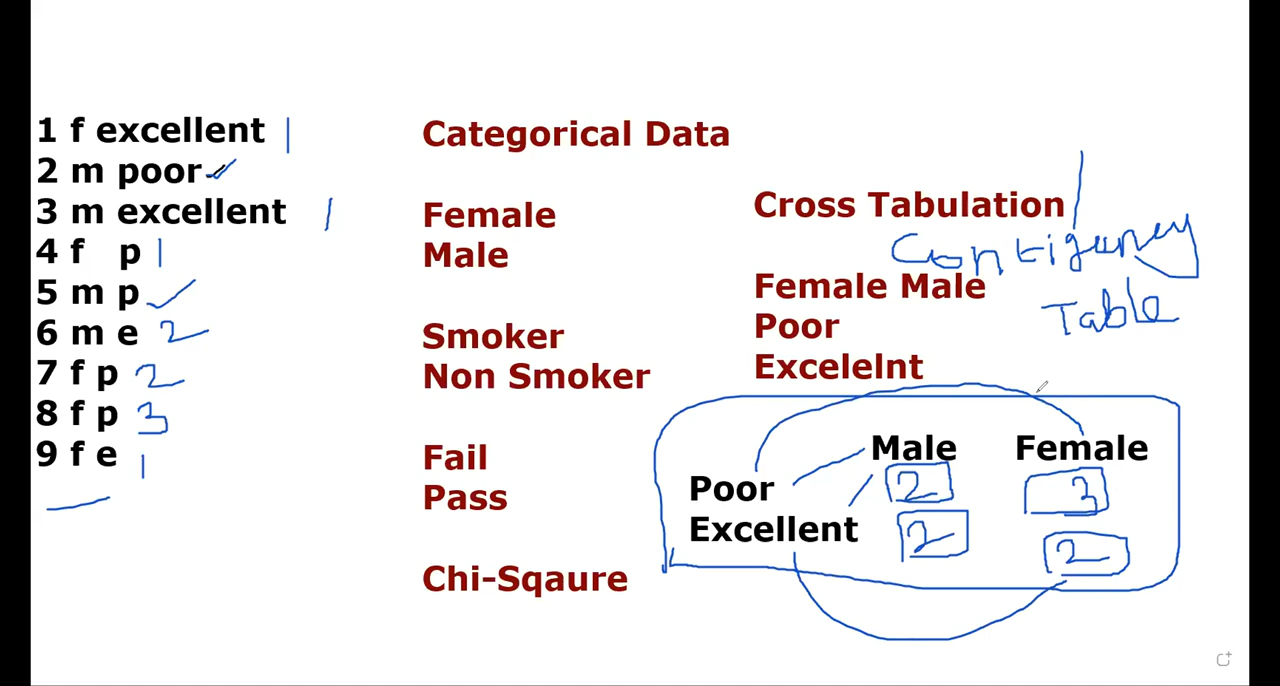 1 f excellent |
2 m poor ✓
3 m excellent |
4 f p |
5 m p ✓
6 m e 2
7 f p 2
8 f p 3
9 f e |
Categorical Data
Female
Male
Smoker
Non Smoker
Fail
Pass
Chi-Sqaure
Cross Tabulation /
Contigency
Table
Female Male
Poor
Excelelnt
Male Female
Poor 2 3
Excellent 2 2